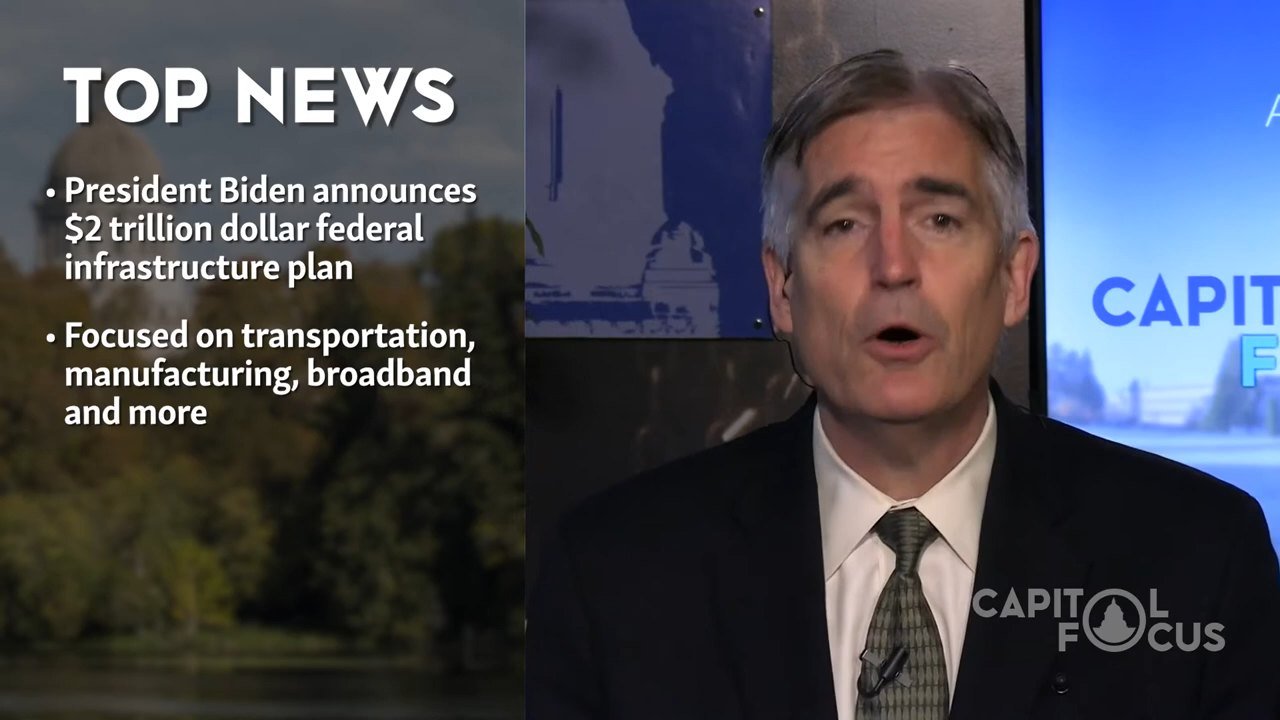 TOP NEWS
• President Biden announces
$2 trillion dollar federal
infrastructure plan
• Focused on transportation,
manufacturing, broadband
and more
CAPITOL
FOCUS